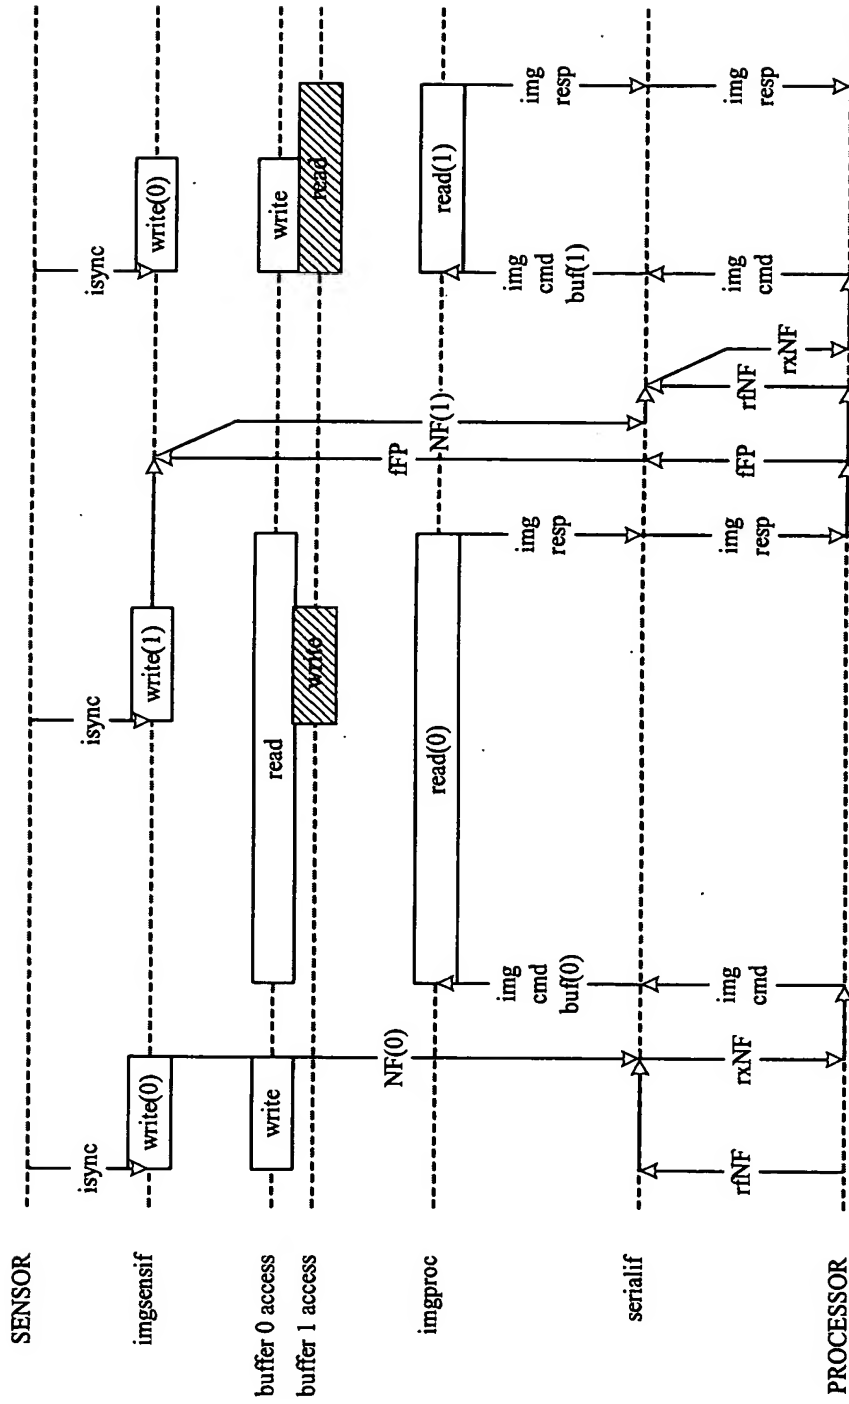 SENSOR
isync
isync
isync
imgsensif
write(0)
write(1)
write(0)
buffer 0 access
write
read
write
buffer 1 access
write
read
NF(0)
fFP
NF(1)
imgproc
read(0)
read(1)
img
cmd
buf(0)
img
resp
img
cmd
buf(1)
img
resp
serialif
rfNF
rxNF
img
cmd
img
resp
fFP
rfNF
rxNF
img
cmd
img
resp
PROCESSOR